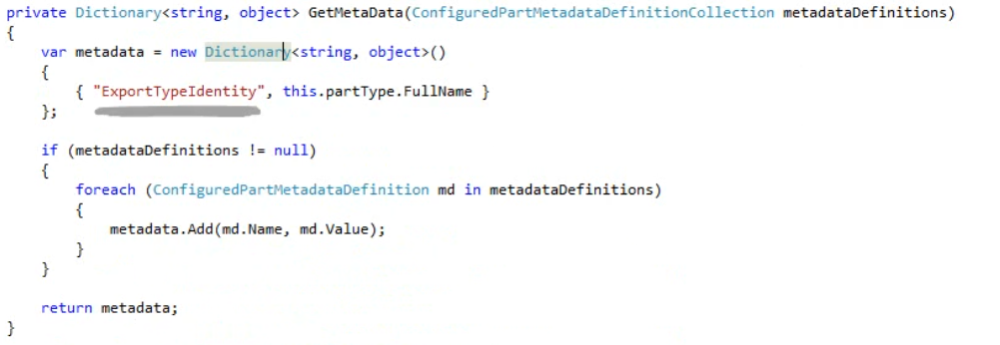 private Dictionary<string, object> GetMetaData(ConfiguredPartMetadataDefinitionCollection metadataDefinitions)
{
    var metadata = new Dictionary<string, object>()
    {
        { "ExportTypeIdentity", this.partType.FullName }
    };

    if (metadataDefinitions != null)
    {
        foreach (ConfiguredPartMetadataDefinition md in metadataDefinitions)
        {
            metadata.Add(md.Name, md.Value);
        }
    }

    return metadata;
}